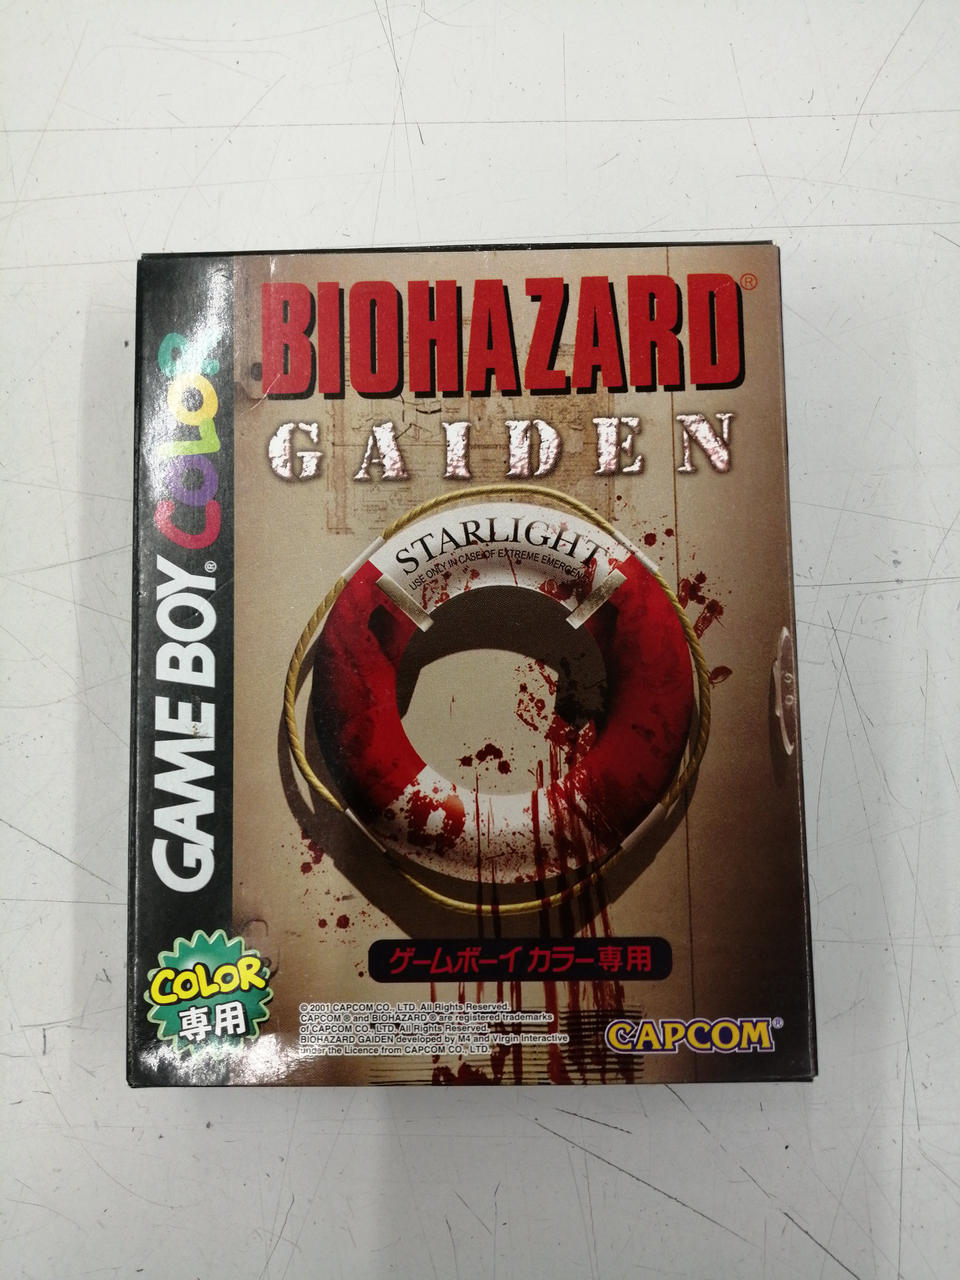 BIOHAZARD®
GAIDEN
STARLIGHT
USE ONLY IN CASE OF EXTREME EMERGENCY
GAME BOY® COLOR
ゲームボーイカラー専用
COLOR
専用
© 2001 CAPCOM CO., LTD. All Rights Reserved.
CAPCOM ® and BIOHAZARD ® are registered trademarks
of CAPCOM CO., LTD. All Rights Reserved.
BIOHAZARD GAIDEN developed by M4 and Virgin Interactive
under the Licence from CAPCOM CO., LTD.
CAPCOM®